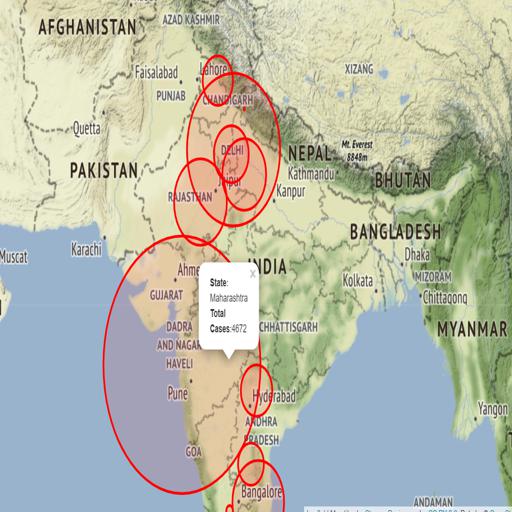 AZAD KASHMIR
AFGHANISTAN
Lahore
Faisalabad
XIZANG
PUNJAB
CHANDIGARH
Quetta
DELHI
Mt. Everest
8848m
NEPAL
PAKISTAN
Kathmandu
Jaipur
BHUTAN
Kanpur
RAJASTHAN
BANGLADESH
Karachi
Muscat
Dhaka
INDIA
Ahme
x
MIZORAM
State:
Kolkata
GUJARAT
Maharashtra
Chittagong
Total
DADRA
Cases:4672
CHHATTISGARH
MYANMAR
AND NAGAR
HAVELI
Pune
Hyderabad
Yangon
ANDHRA
PRADESH
GOA
Bangalore
ANDAMAN